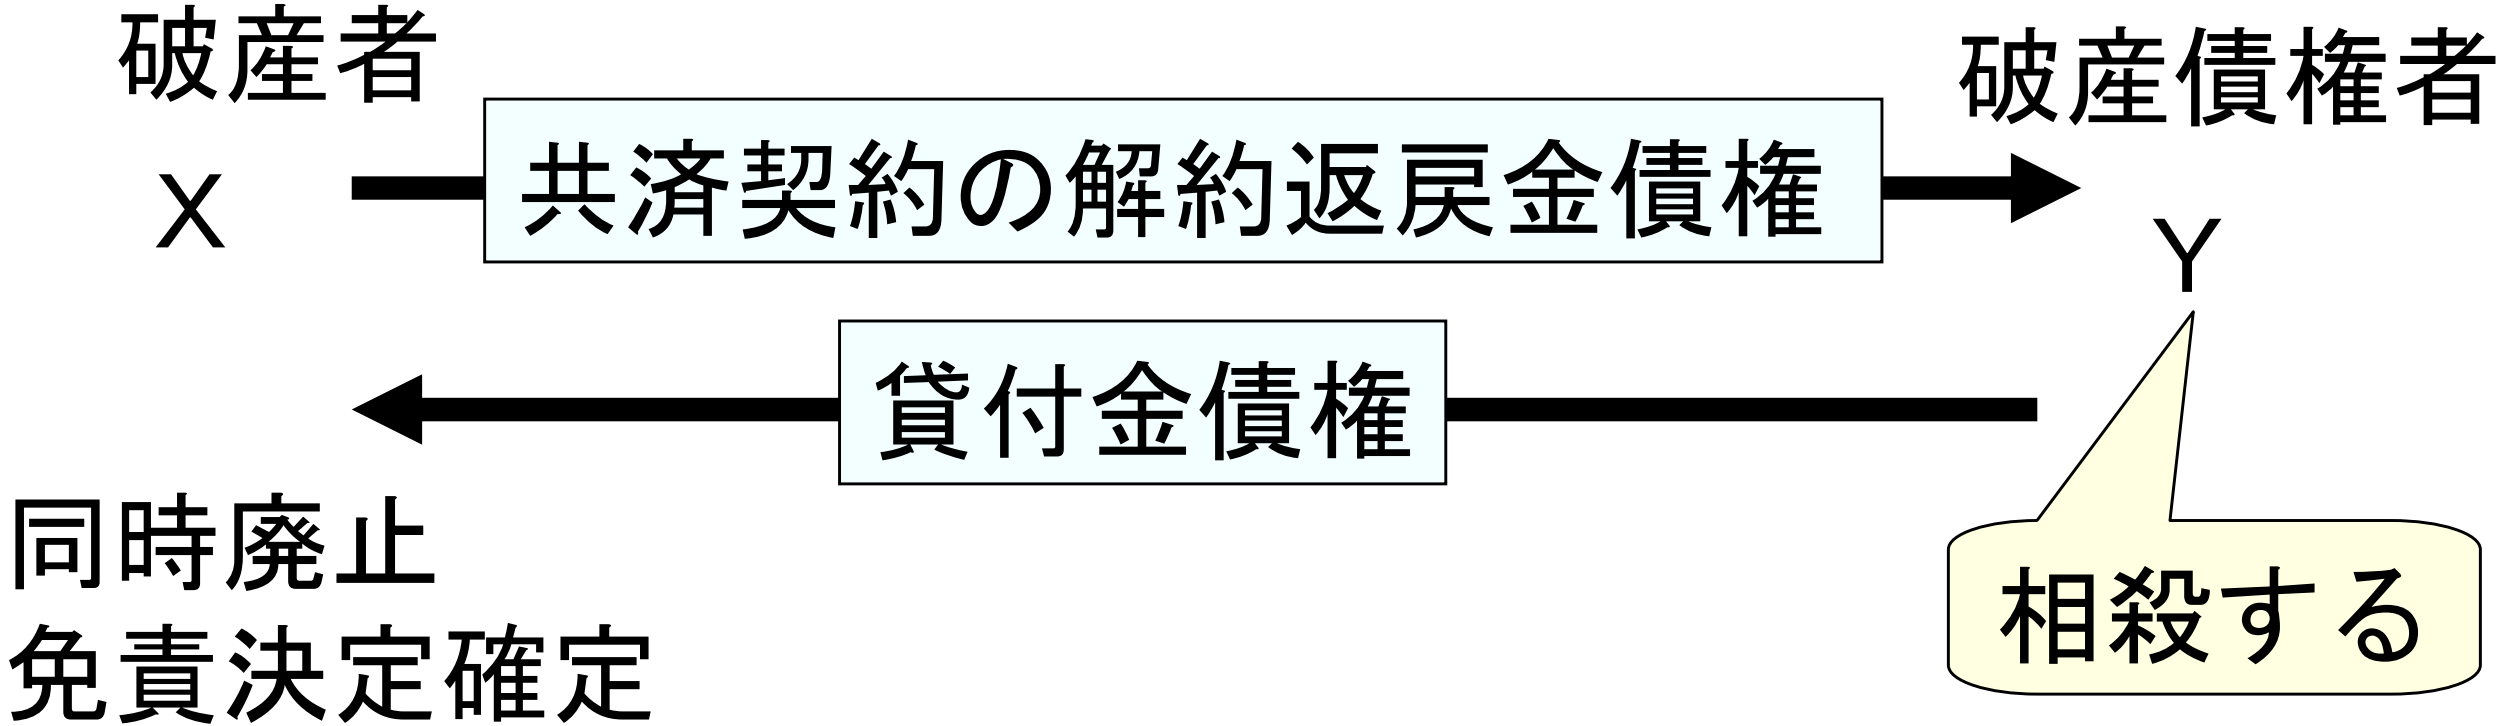 破産者
破産債権者
X
共済契約の解約返戻金債権
Y
貸付債権
同時廃止
免責決定確定
相殺する